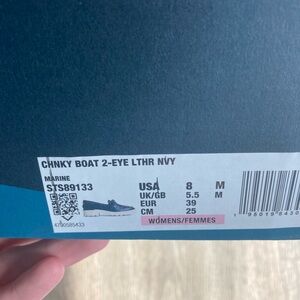 CHNKY BOAT 2-EYE LTHR NVY
MARINE
STS89133
USA 8 M
UK/GB 5.5 M
EUR 39
CM 25
WOMENS/FEMMES
4790585433